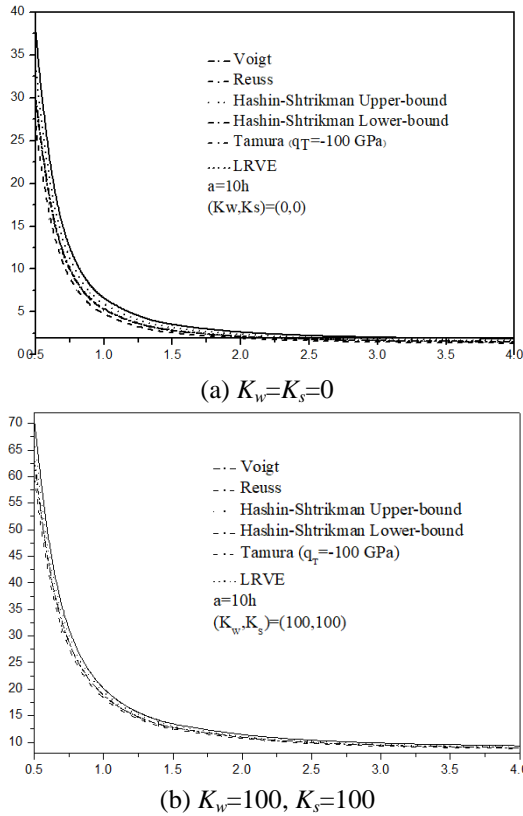 40
35
30
25
20
15
10
5
Voigt
Reuss
Hashin-Shtrikman Upper-bound
Hashin-Shtrikman Lower-bound
Tamura (qT=-100 GPa)
LRVE
a=10h
(Kw,Ks)=(0,0)
0.5 1.0 1.5 2.0 2.5 3.0 3.5 4.0
(a) Kw=Ks=0
70
65
60
55
50
45
40
35
30
25
20
15
10
Voigt
Reuss
Hashin-Shtrikman Upper-bound
Hashin-Shtrikman Lower-bound
Tamura (qT=-100 GPa)
LRVE
a=10h
(Kw,Ks)=(100,100)
0.5 1.0 1.5 2.0 2.5 3.0 3.5 4.0
(b) Kw=100, Ks=100